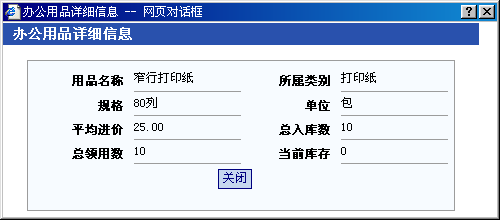 办公用品详细信息 -- 网页对话框
办公用品详细信息
用品名称 窄行打印纸 所属类别 打印纸
规格 80列 单位 包
平均进价 25.00 总入库数 10
总领用数 10 当前库存 0
关闭